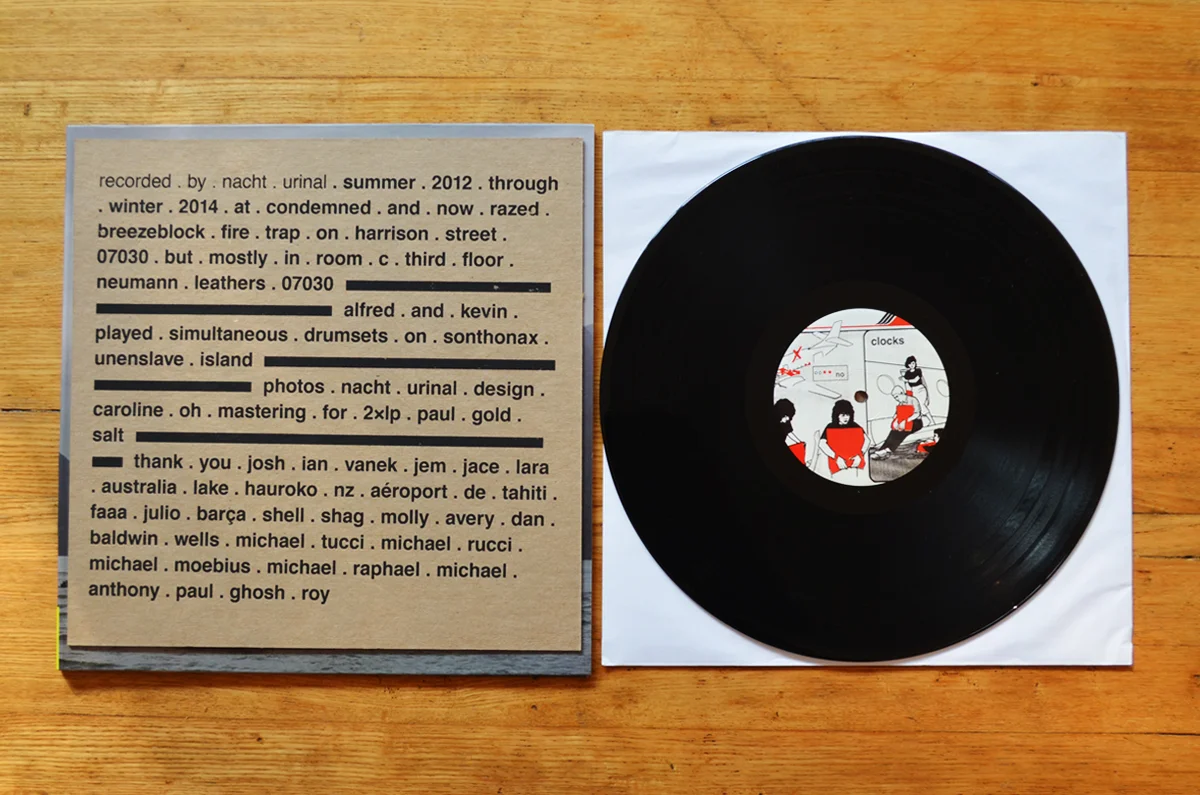 recorded . by . nacht . urinal . summer . 2012 . through
. winter . 2014 . at . condemned . and . now . razed .
breezeblock . fire . trap . on . harrison . street .
07030 . but . mostly . in . room . c . third . floor .
neumann . leathers . 07030
alfred . and . kevin .
played . simultaneous . drumsets . on . sonthonax .
unenslave . island
photos . nacht . urinal . design .
caroline . oh . mastering . for . 2×lp . paul . gold .
salt
thank . you . josh . ian . vanek . jem . jace . lara
. australia . lake . hauroko . nz . aéroport . de . tahiti .
faaa . julio . barça . shell . shag . molly . avery . dan .
baldwin . wells . michael . tucci . michael . rucci .
michael . moebius . michael . raphael . michael .
anthony . paul . ghosh . roy
clocks
no